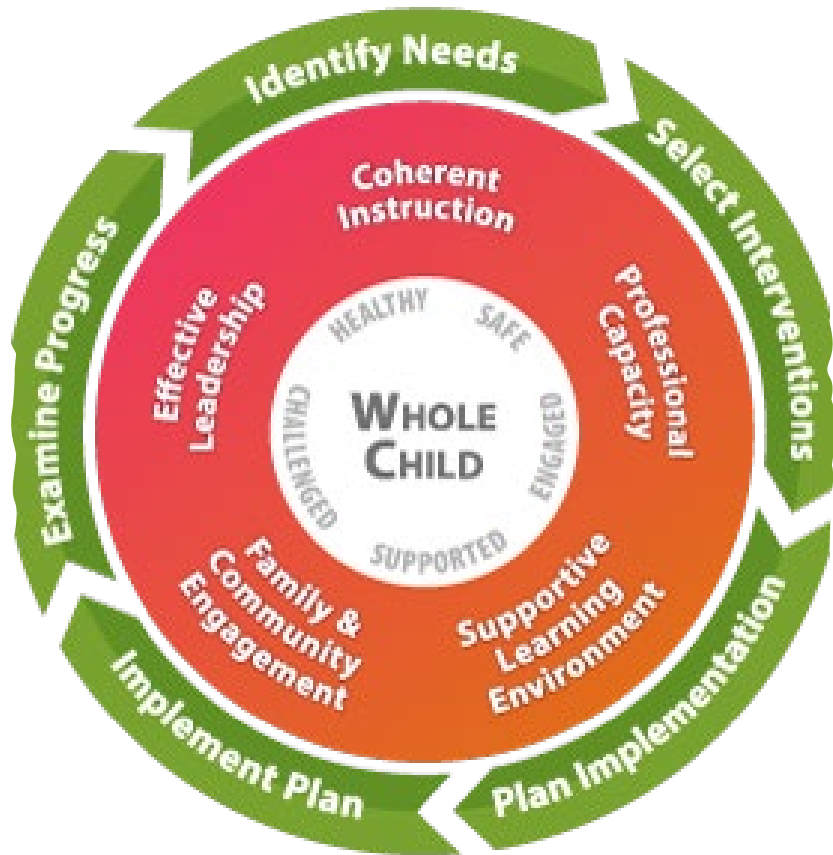 Identify Needs
Select Interventions
Plan Implementation
Implement Plan
Examine Progress
Coherent
Instruction
Professional
Capacity
Supportive
Learning
Environment
Family &
Community
Engagement
Effective
Leadership
HEALTHY
SAFE
ENGAGED
SUPPORTED
CHALLENGED
WHOLE
CHILD